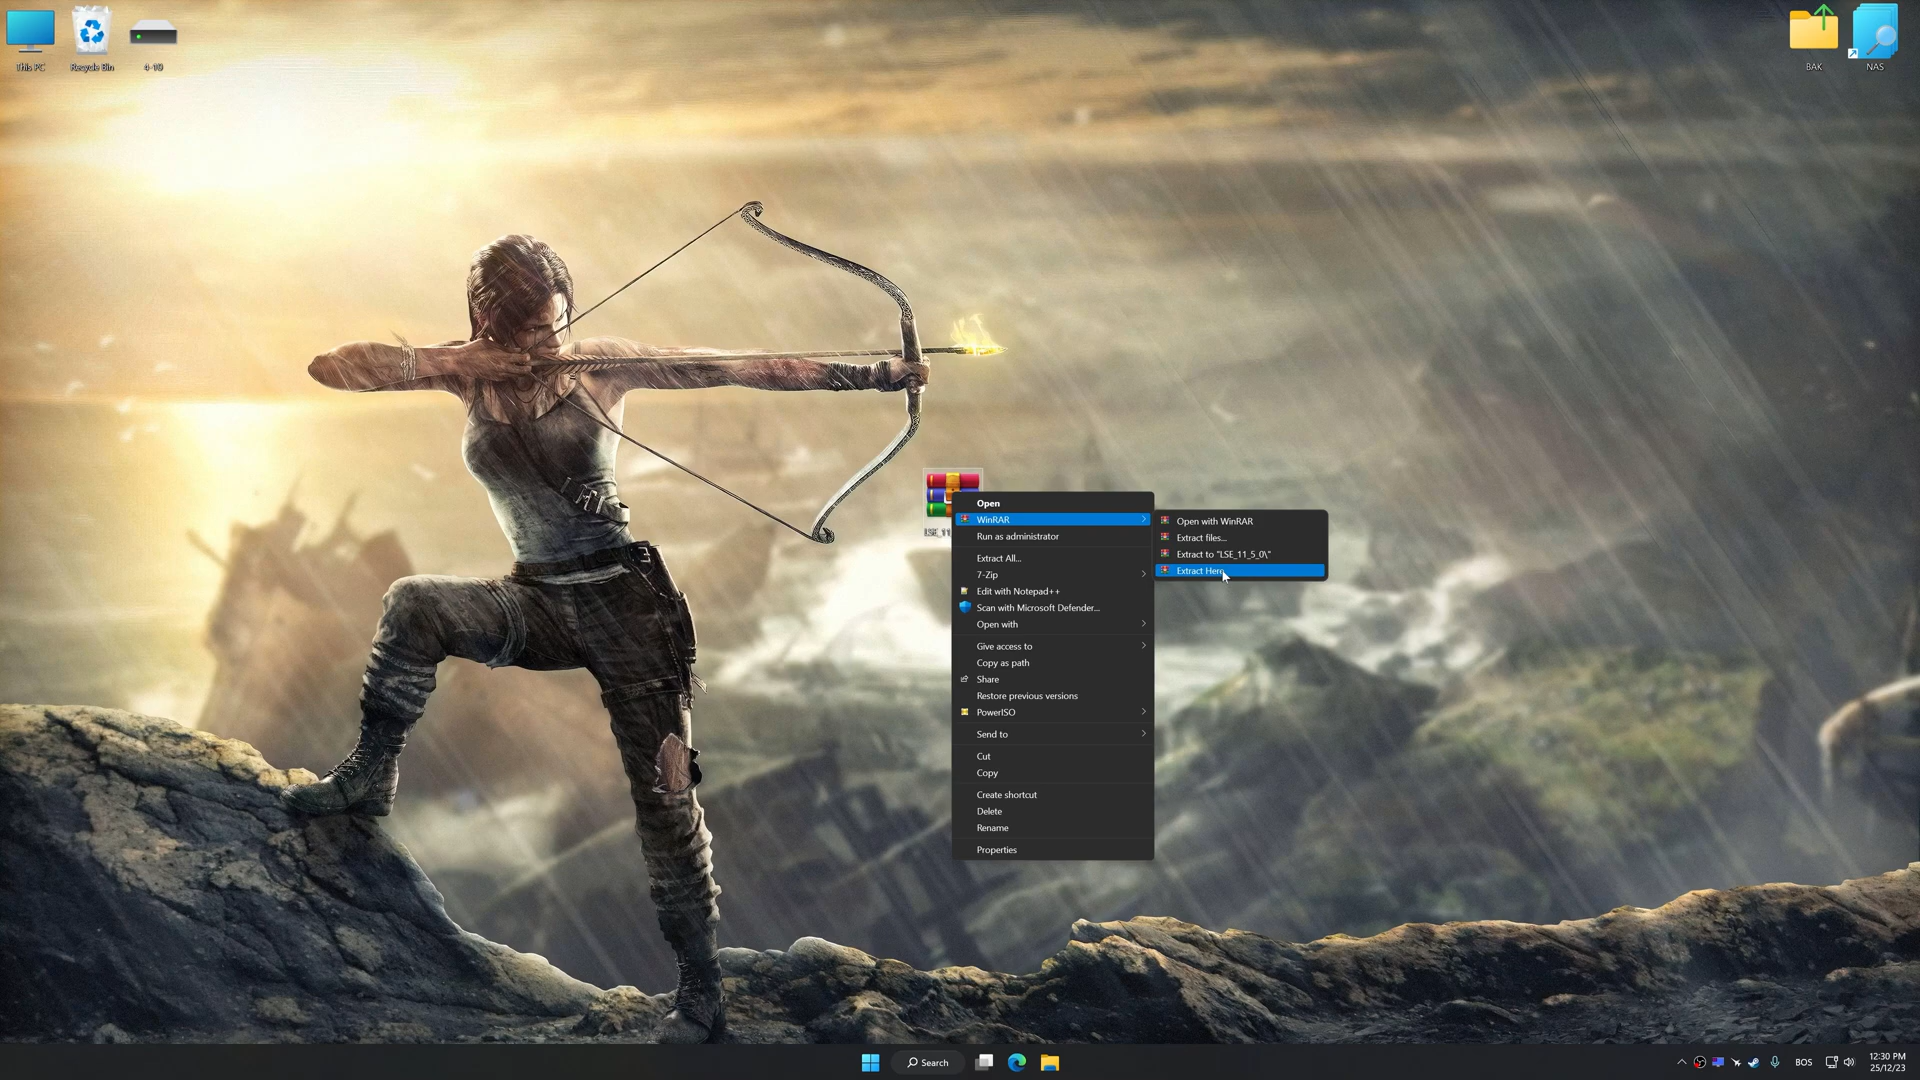 This PC
Recycle Bin
4-10
BAK
NAS
LSE_11
Open
WinRAR
Run as administrator
Extract All...
7-Zip
Edit with Notepad++
Scan with Microsoft Defender...
Open with
Give access to
Copy as path
Share
Restore previous versions
PowerISO
Send to
Cut
Copy
Create shortcut
Delete
Rename
Properties
Open with WinRAR
Extract files...
Extract to "LSE_11_5_0\"
Extract Here
Search
BOS
12:30 PM
25/12/23